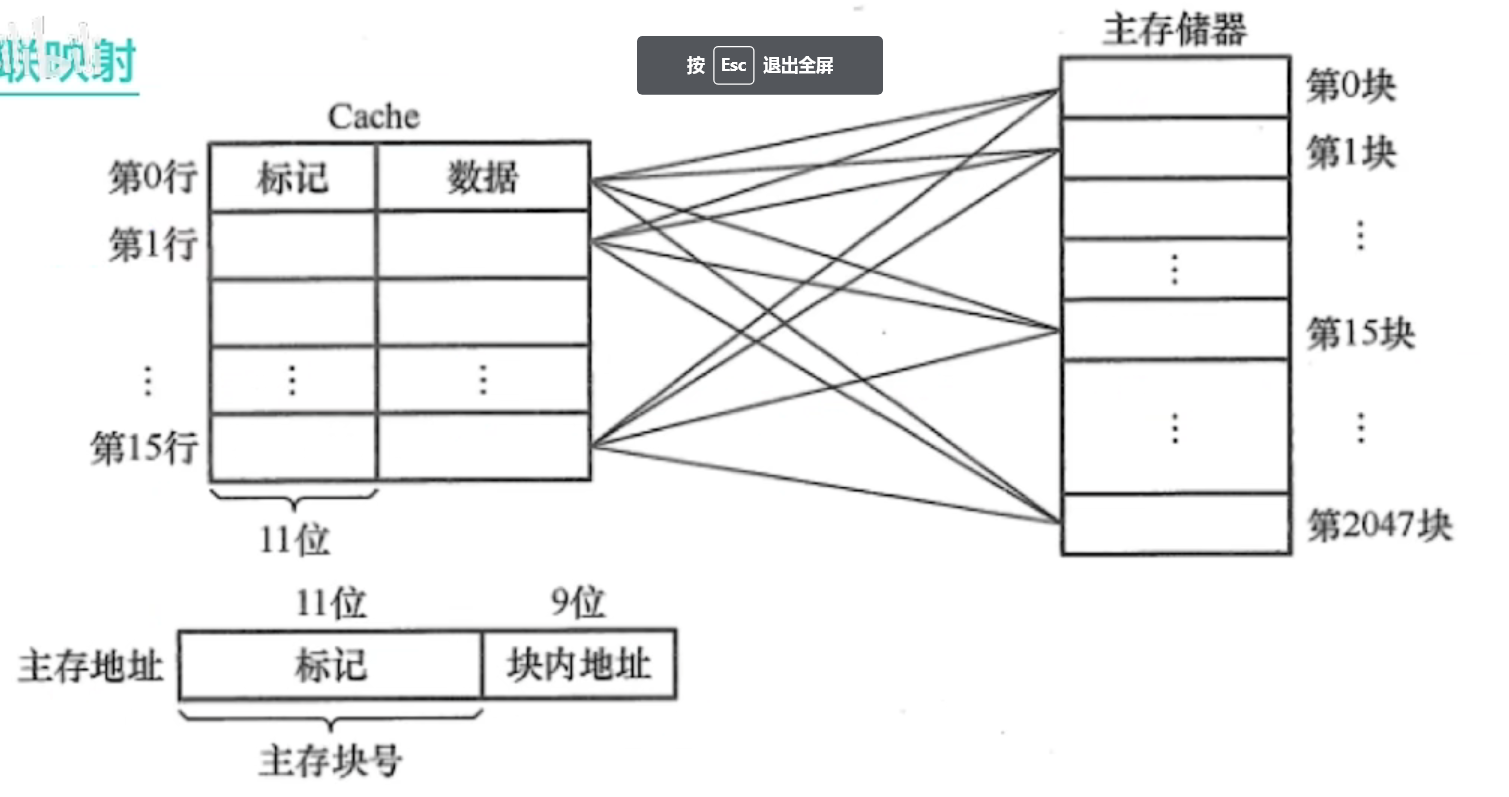 联映射
按 Esc 退出全屏
主存储器
Cache
第0块
第1块
⋮
⋮
第15块
⋮
⋮
第2047块
第0行
标记
数据
第1行
⋮
⋮
⋮
第15行
11位
11位
9位
主存地址
标记
块内地址
主存块号